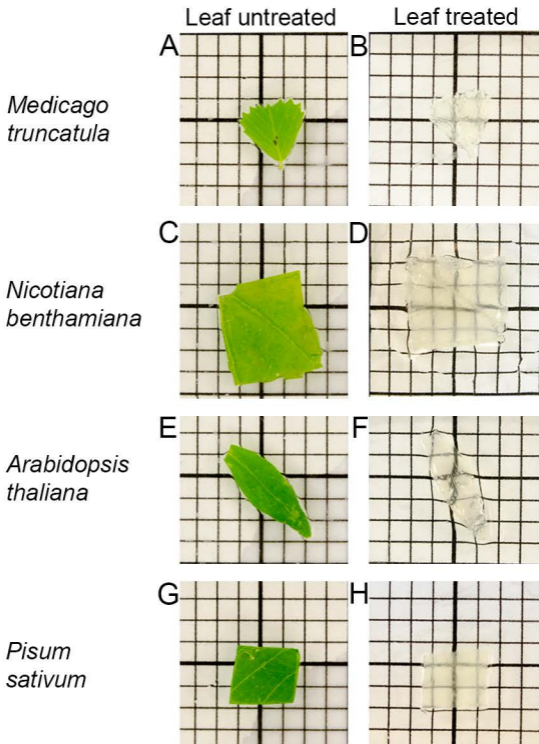 Leaf untreated Leaf treated
A B
Medicago
truncatula
C D
Nicotiana
benthamiana
E F
Arabidopsis
thaliana
G H
Pisum
sativum